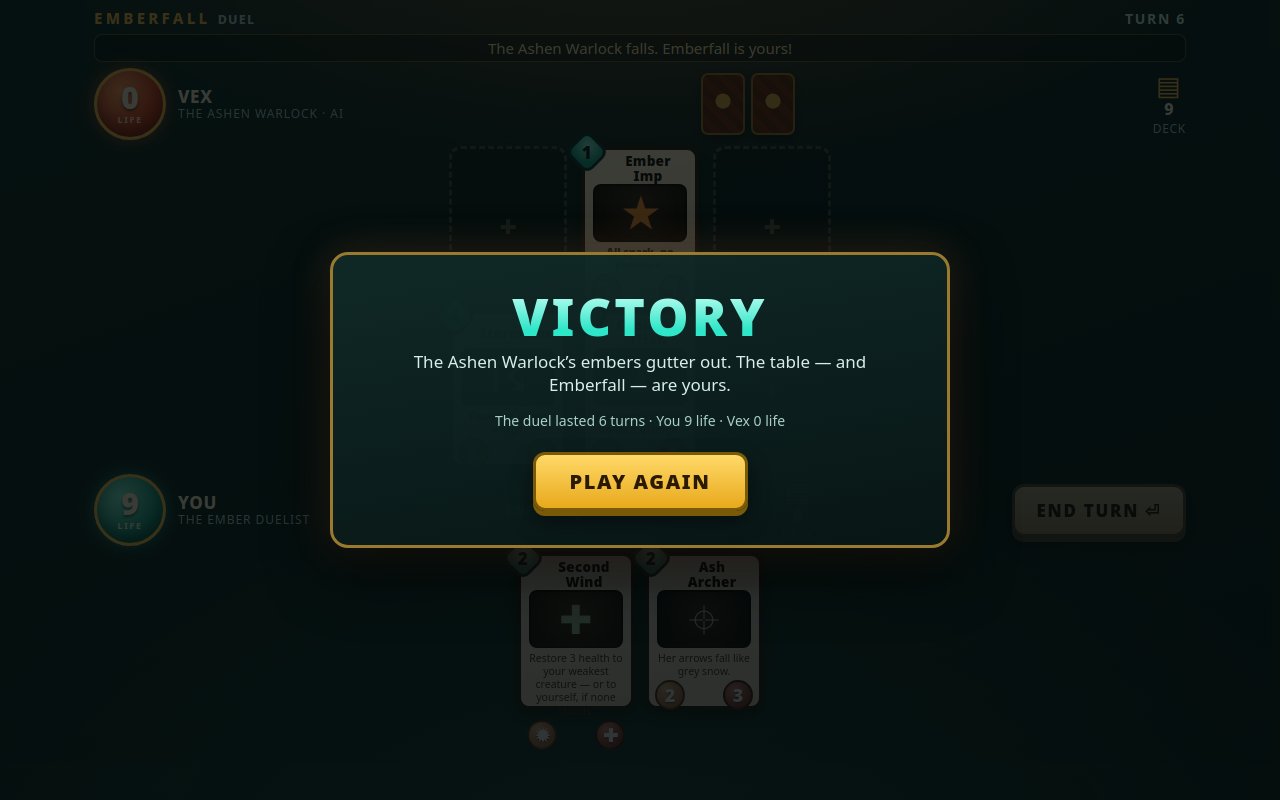 EMBERFALL DUEL
TURN 6
The Ashen Warlock falls. Emberfall is yours!
0
LIFE
VEX
THE ASHEN WARLOCK · AI
9
DECK
1
Ember
Imp
VICTORY
The Ashen Warlock’s embers gutter out. The table — and
Emberfall — are yours.
The duel lasted 6 turns · You 9 life · Vex 0 life
PLAY AGAIN
9
LIFE
YOU
THE EMBER DUELIST
END TURN ⏎
2
Second
Wind
Restore 3 health to
your weakest
creature — or to
yourself, if none
2
Ash
Archer
Her arrows fall like
grey snow.
2
3